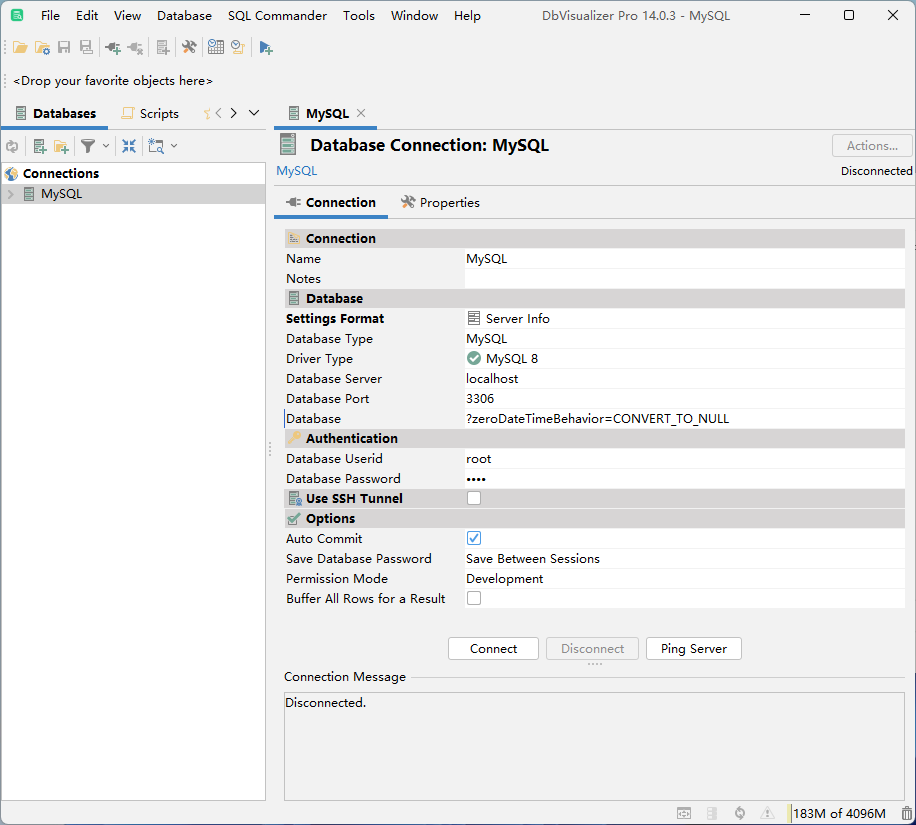 File Edit View Database SQL Commander Tools Window Help DbVisualizer Pro 14.0.3 - MySQL
<Drop your favorite objects here>
Databases Scripts
MySQL
Database Connection: MySQL
Actions...
MySQL
Disconnected
Connections
MySQL
Connection Properties
Connection
Name MySQL
Notes
Database
Settings Format Server Info
Database Type MySQL
Driver Type MySQL 8
Database Server localhost
Database Port 3306
Database ?zeroDateTimeBehavior=CONVERT_TO_NULL
Authentication
Database Userid root
Database Password ••••
Use SSH Tunnel
Options
Auto Commit
Save Database Password Save Between Sessions
Permission Mode Development
Buffer All Rows for a Result
Connect Disconnect Ping Server
Connection Message
Disconnected.
183M of 4096M